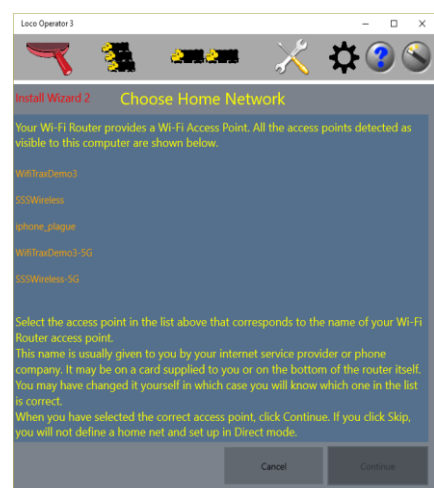 Loco Operator 3
Install Wizard 2
Choose Home Network
Your Wi-Fi Router provides a Wi-Fi Access Point. All the access points detected as
visible to this computer are shown below.
WifiTraxDemo3
SSSWireless
iphone_plague
WifiTraxDemo3-5G
SSSWireless-5G
Select the access point in the list above that corresponds to the name of your Wi-Fi
Router access point.
This name is usually given to you by your internet service provider or phone
company. It may be on a card supplied to you or on the bottom of the router itself.
You may have changed it yourself in which case you will know which one in the list
is correct.
When you have selected the correct access point, click Continue. If you click Skip,
you will not define a home net and set up in Direct mode.
Cancel
Continue